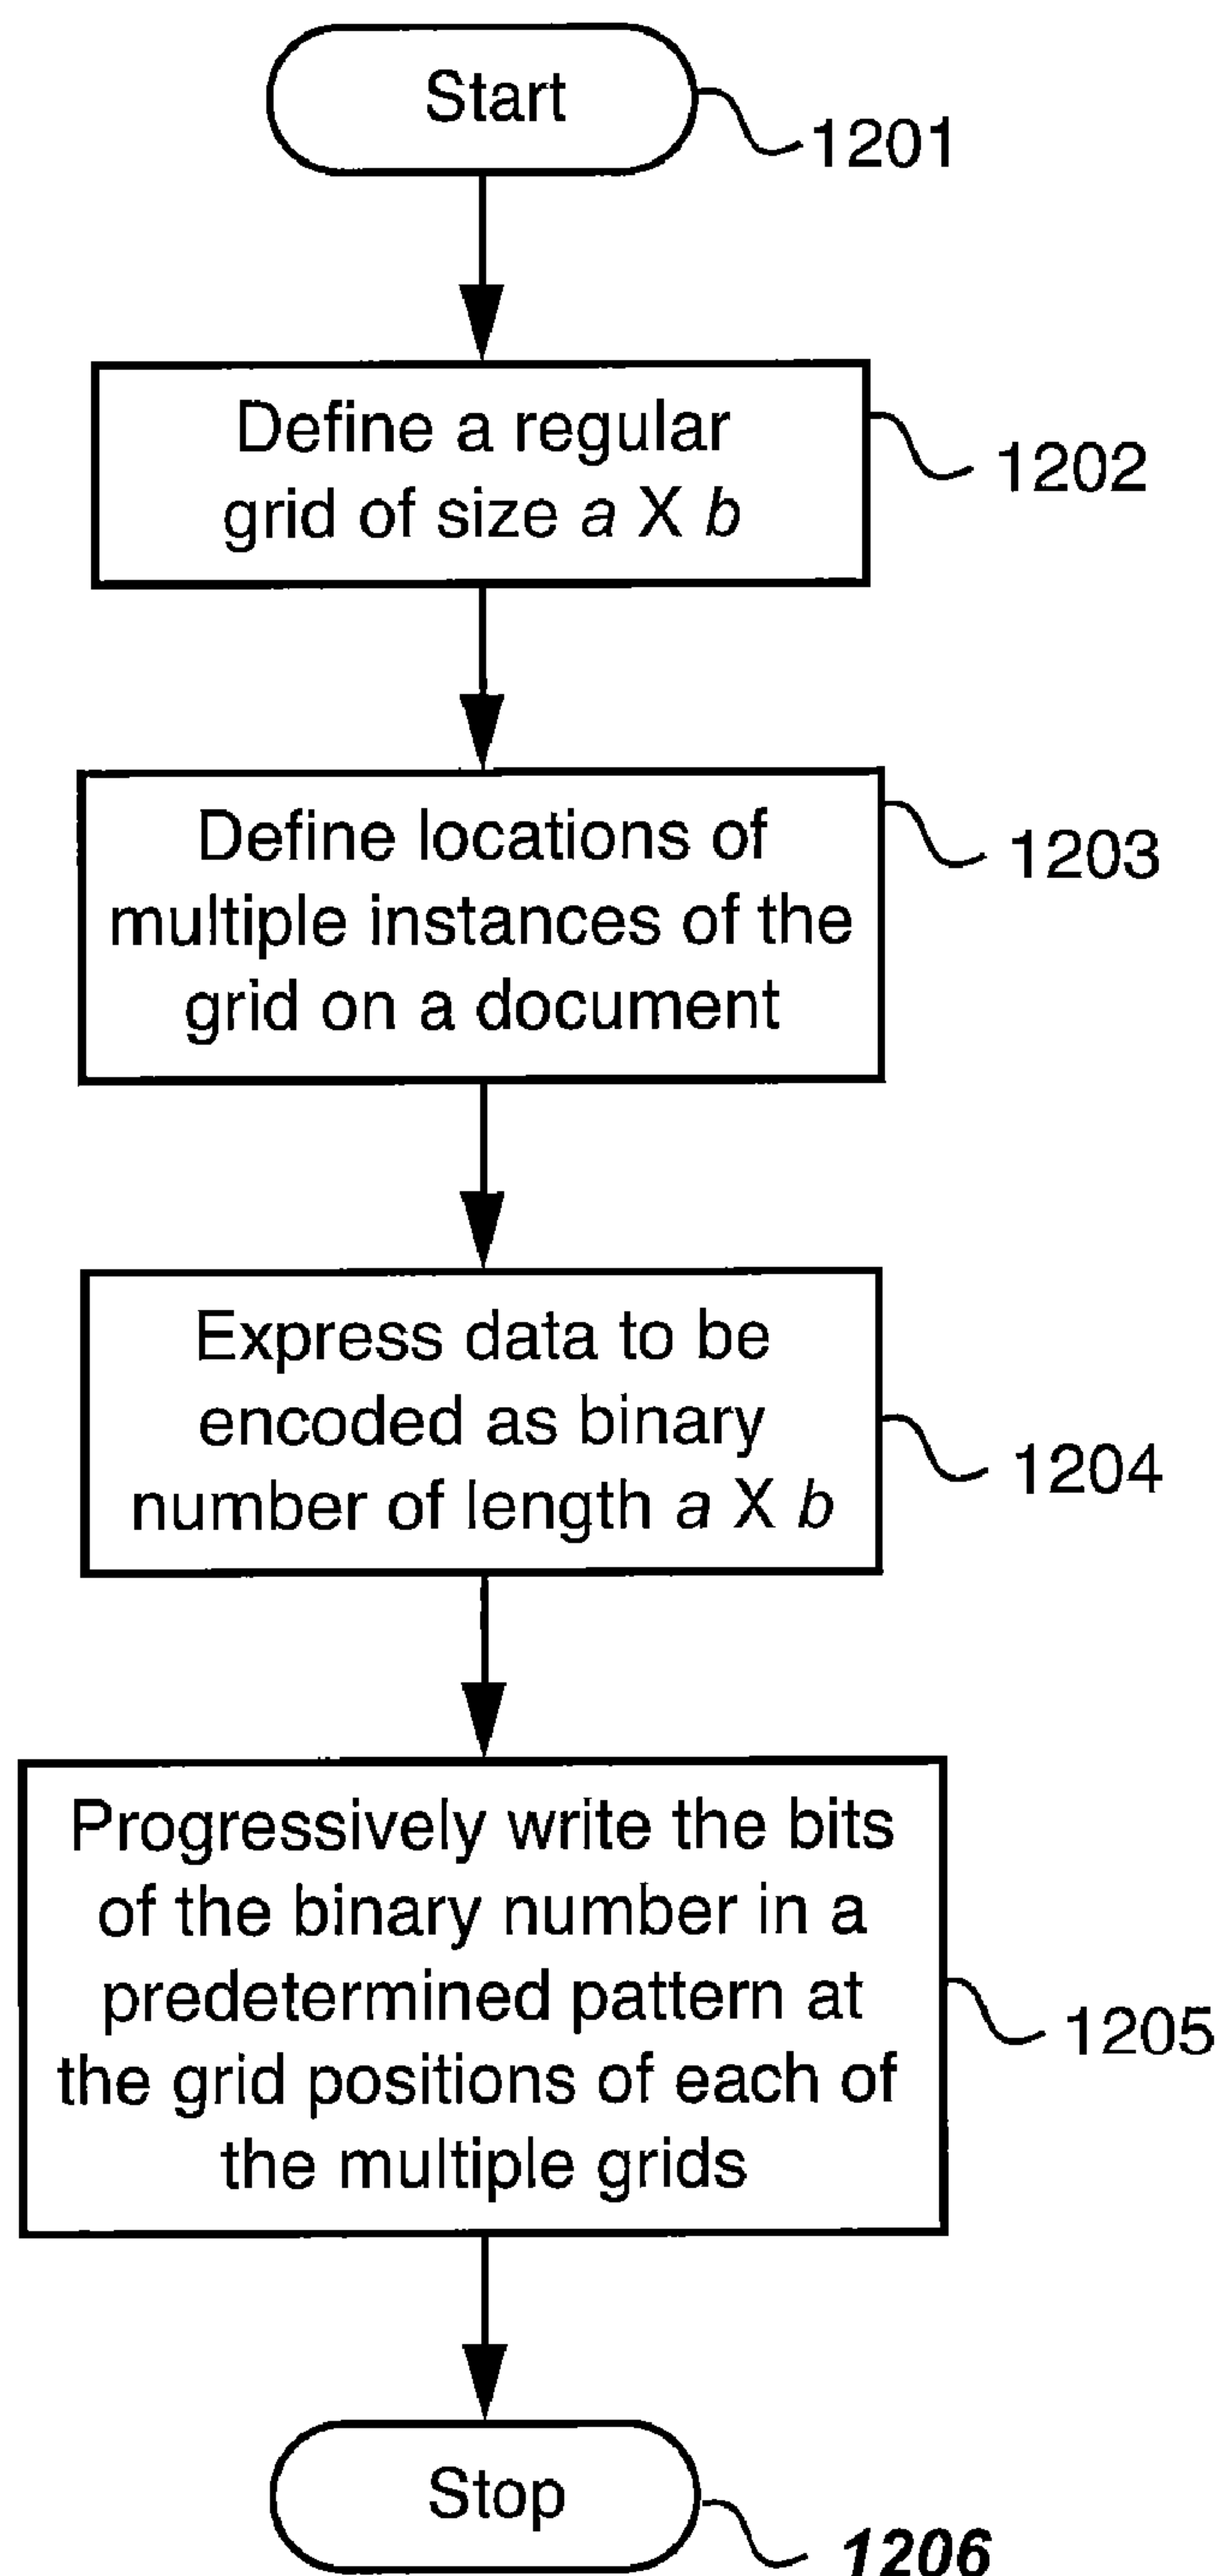 Start
1201
Define a regular
grid of size a X b
1202
Define locations of
multiple instances of the
grid on a document
1203
Express data to be
encoded as binary
number of length a X b
1204
Progressively write the bits
of the binary number in a
predetermined pattern at
the grid positions of each of
the multiple grids
1205
Stop
1206